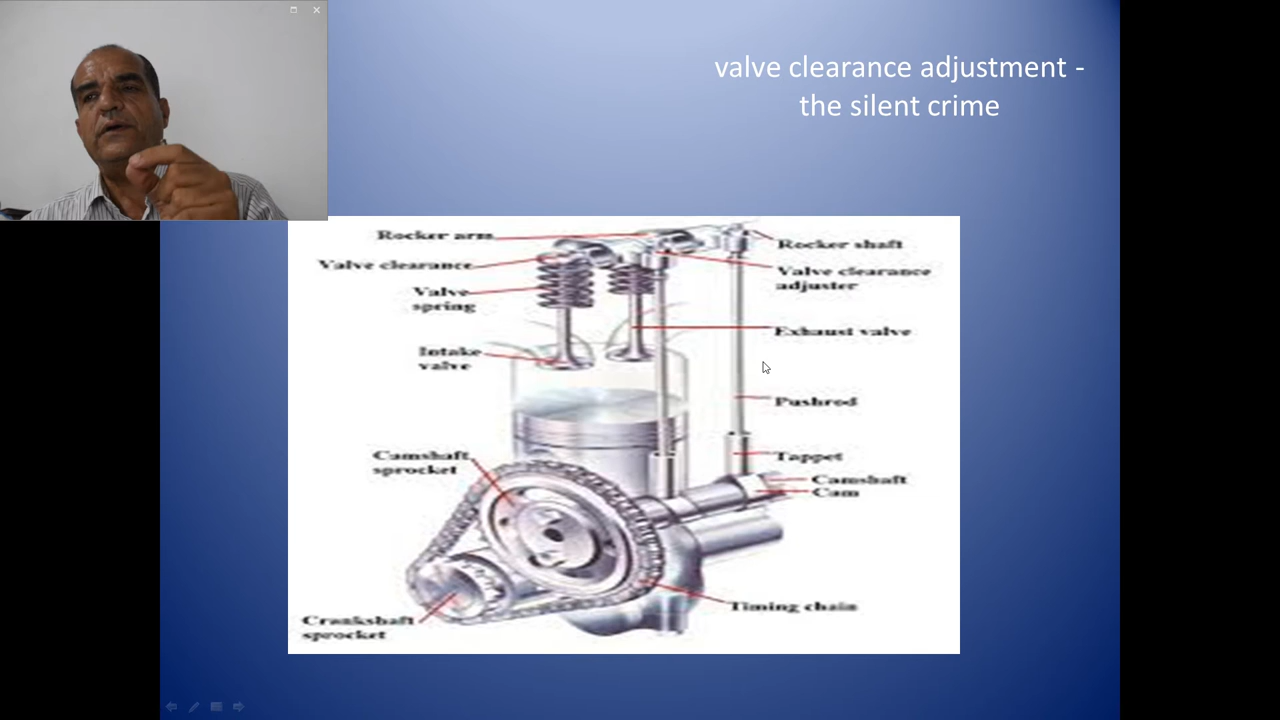 valve clearance adjustment -
the silent crime
Rocker arm
Rocker shaft
Valve clearance
Valve clearance
adjuster
Valve
spring
Exhaust valve
Intake
valve
Pushrod
Camshaft
sprocket
Tappet
Camshaft
Cam
Timing chain
Crankshaft
sprocket